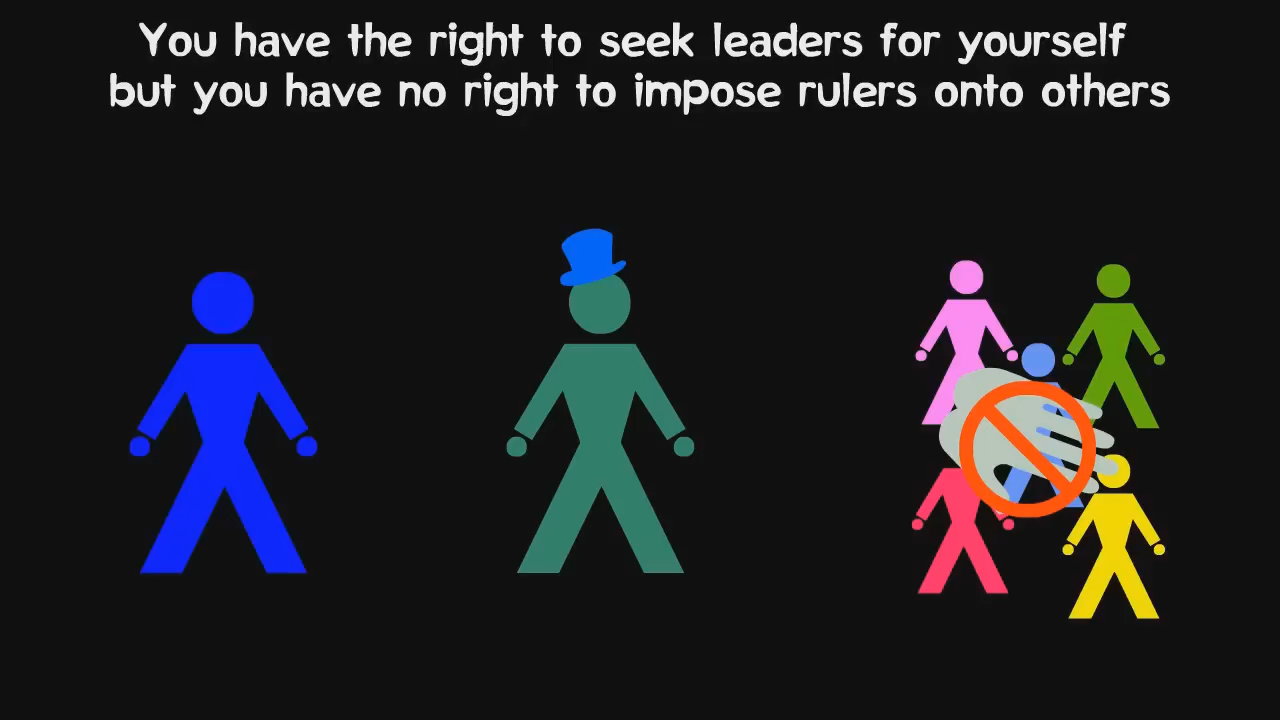 You have the right to seek leaders for yourself
but you have no right to impose rulers onto others